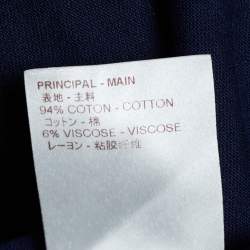 PRINCIPAL - MAIN
表地 - 主料
94% COTON - COTTON
コットン - 棉
6% VISCOSE - VISCOSE
レーヨン - 粘胶纤维